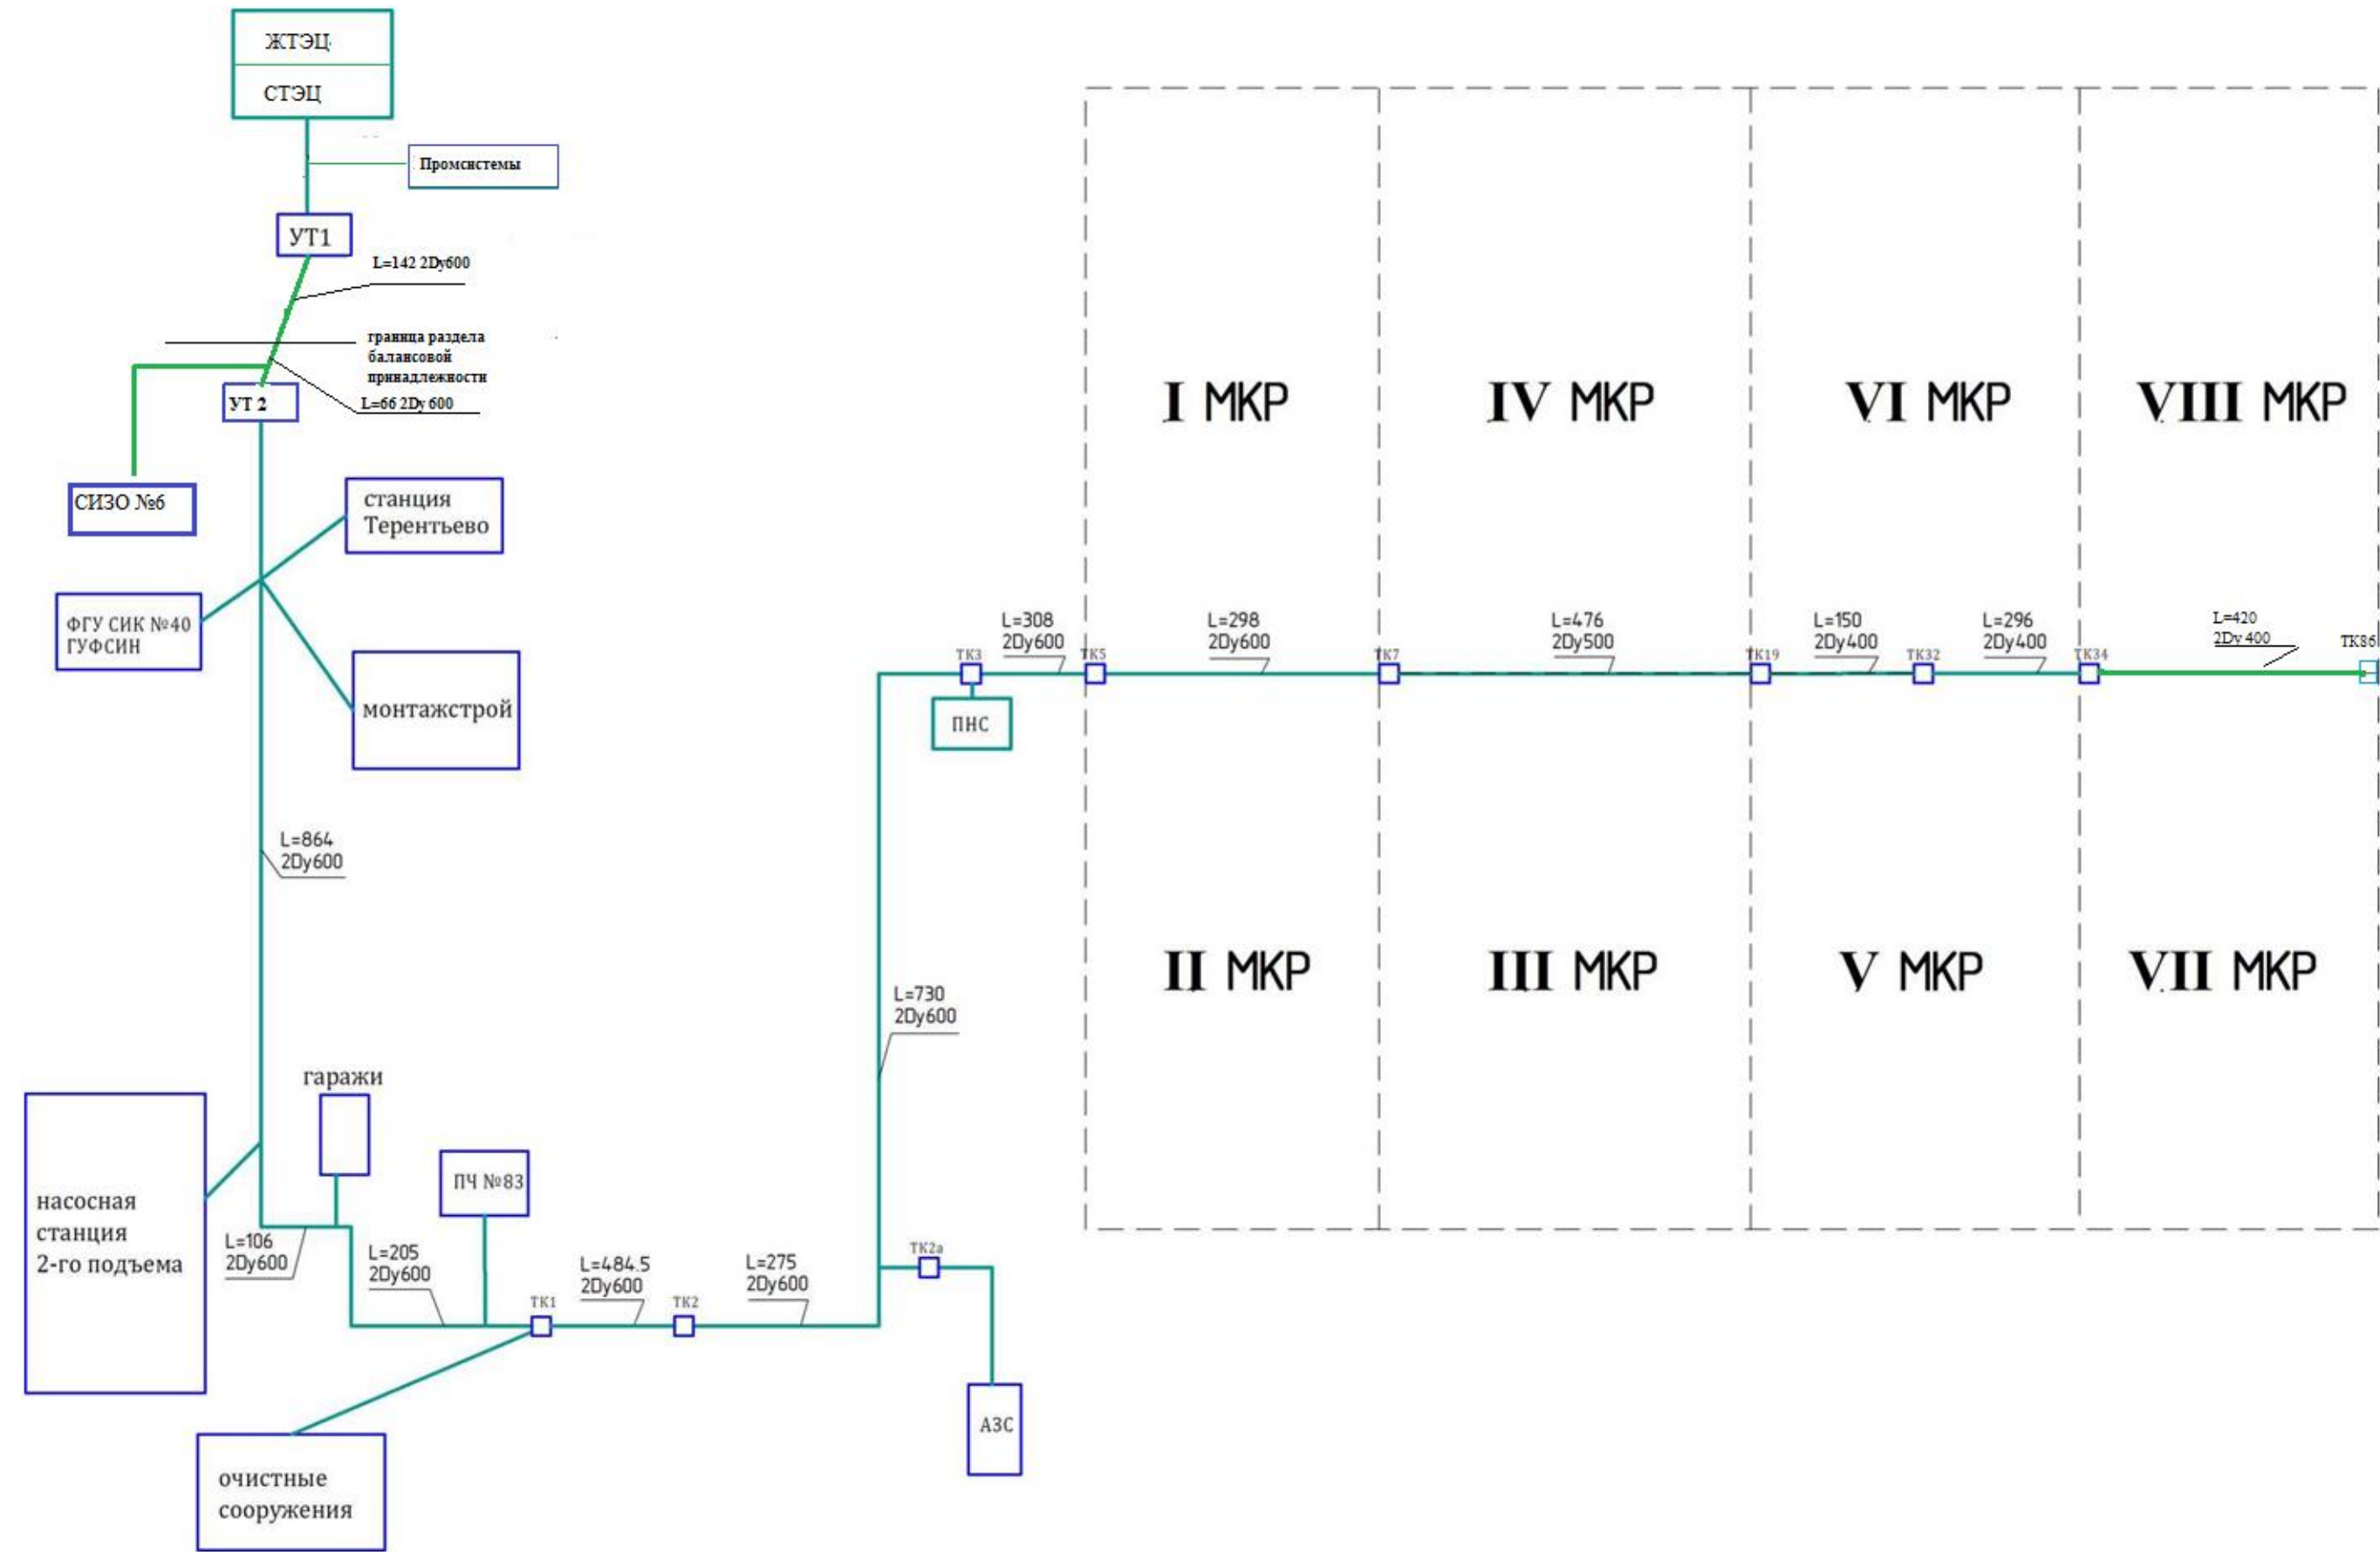 ЖТЭЦ
СТЭЦ
Промсистемы
УТ1
L=142 2Dy600
граница раздела
балансовой
принадлежности
L=66 2Dy 600
УТ 2
СИЗО №6
станция
Терентьево
ФГУ СИК №40
ГУФСИН
монтажстрой
L=864
2Dy600
гаражи
насосная
станция
2-го подъема
L=106
2Dy600
L=205
2Dy600
ПЧ №83
ТК1
L=484.5
2Dy600
ТК2
L=275
2Dy600
очистные
сооружения
L=730
2Dy600
ТК2а
АЗС
ТК3
ПНС
L=308
2Dy600
ТК5
L=298
2Dy600
ТК7
L=476
2Dy500
ТК19
L=150
2Dy400
ТК32
L=296
2Dy400
ТК34
L=420
2Dy 400
ТК86
I МКР
IV МКР
VI МКР
VIII МКР
II МКР
III МКР
V МКР
VII МКР